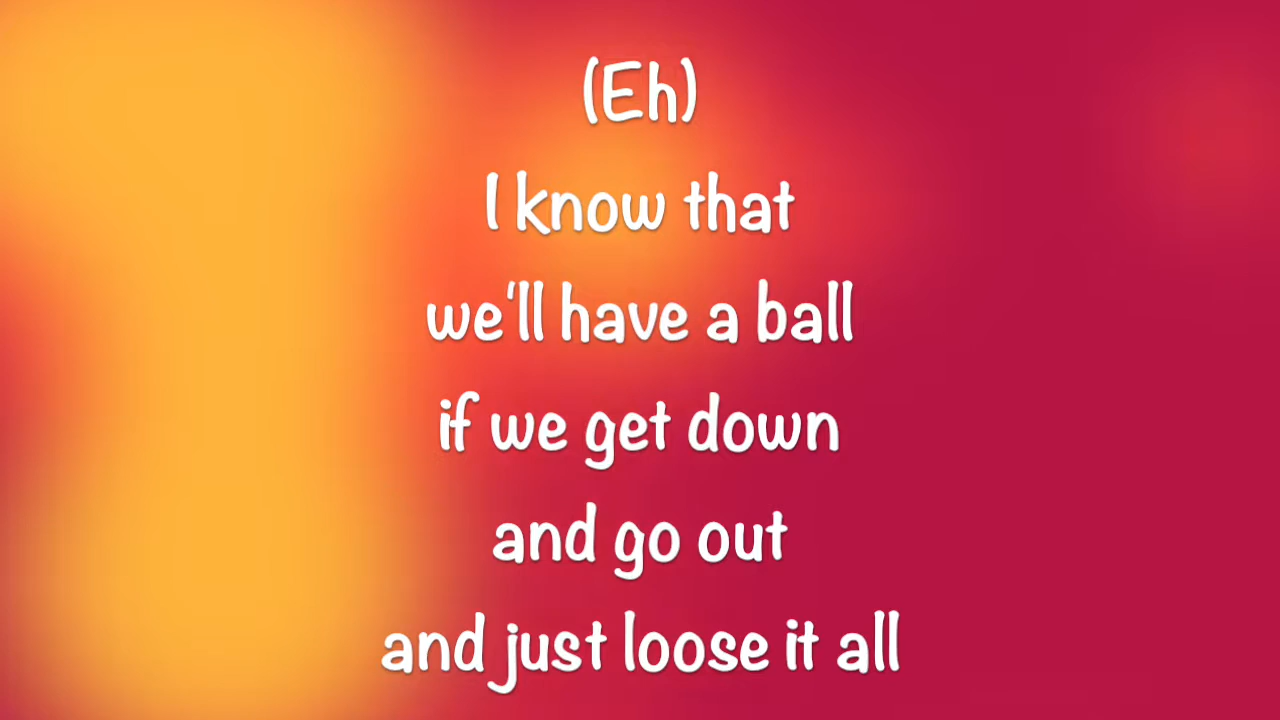 (Eh)
I know that
we'll have a ball
if we get down
and go out
and just loose it all